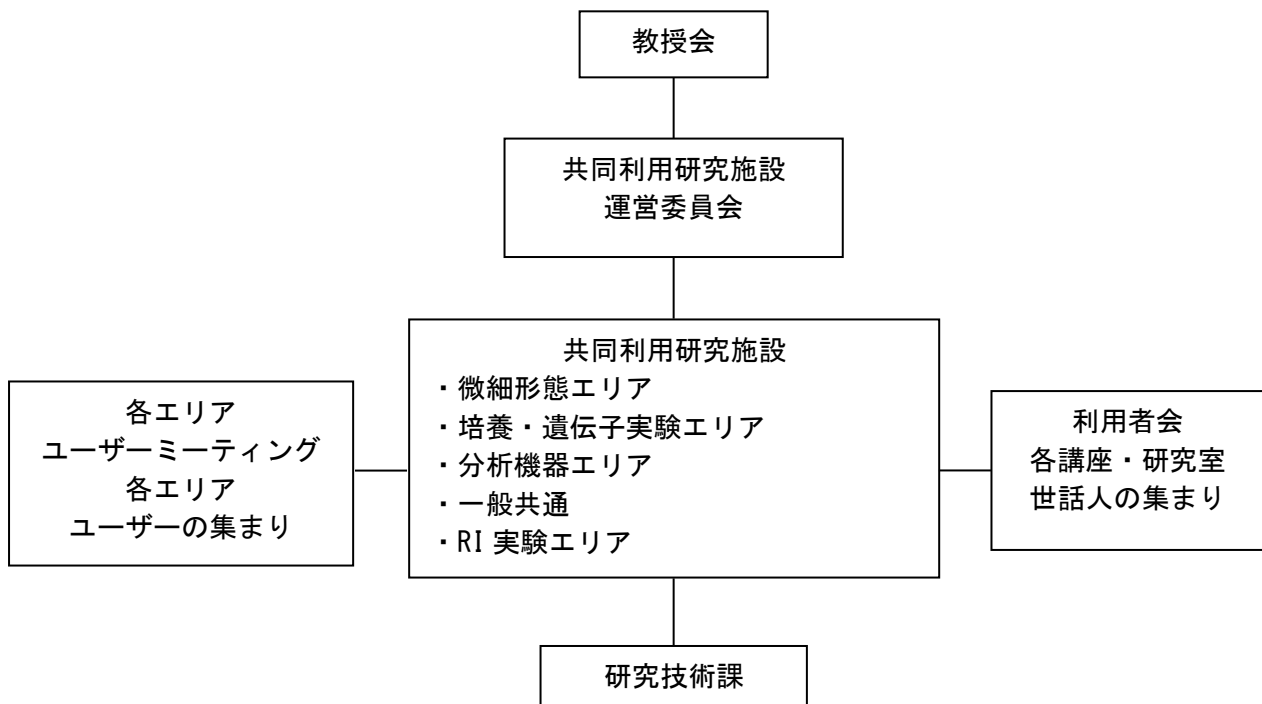 教授会
共同利用研究施設
運営委員会
共同利用研究施設
・微細形態エリア
・培養・遺伝子実験エリア
・分析機器エリア
・一般共通
・RI 実験エリア
各エリア
ユーザーミーティング
各エリア
ユーザーの集まり
利用者会
各講座・研究室
世話人の集まり
研究技術課